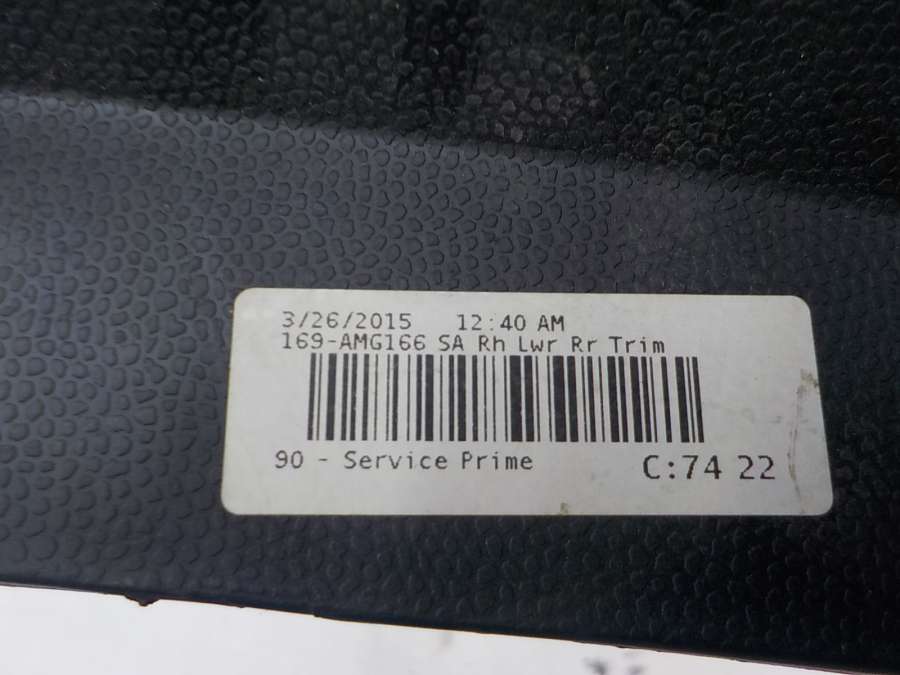 3/26/2015 12:40 AM
169-AMG166 SA Rh Lwr Rr Trim
90 - Service Prime C:74 22